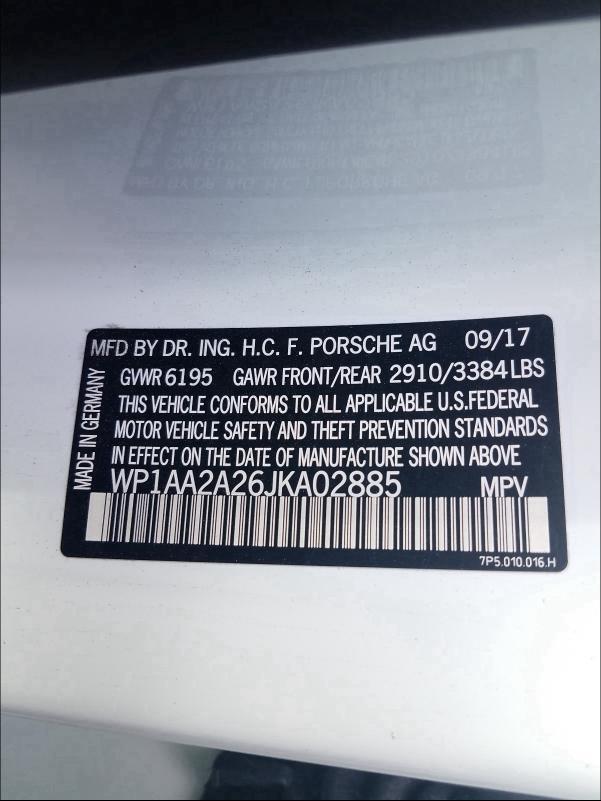 MFD BY DR. ING. H.C. F. PORSCHE AG 09/17
GVWR 6195 GAWR FRONT/REAR 2910/3384 LBS
THIS VEHICLE CONFORMS TO ALL APPLICABLE U.S.FEDERAL
MOTOR VEHICLE SAFETY AND THEFT PREVENTION STANDARDS
IN EFFECT ON THE DATE OF MANUFACTURE SHOWN ABOVE
WP1AA2A26JKA02885 MPV
7P5.010.016.H
MADE IN GERMANY